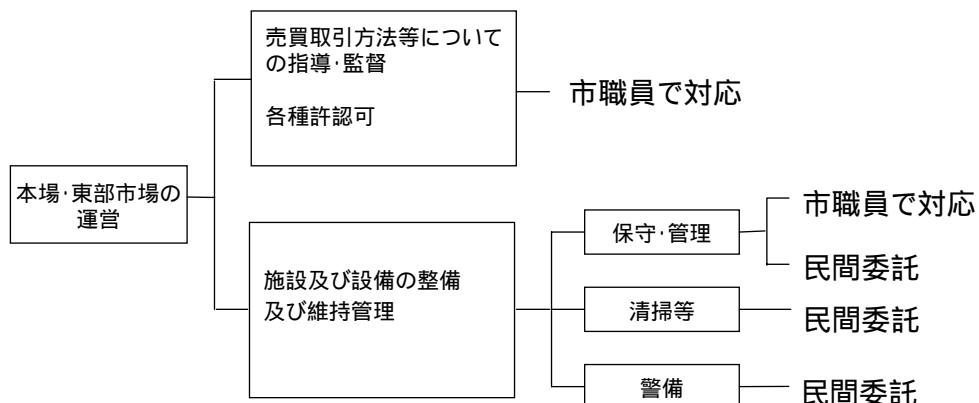 売買取引方法等について
の指導・監督
各種許認可
市職員で対応
本場・東部市場の
運営
施設及び設備の整備
及び維持管理
保守・管理
市職員で対応
民間委託
清掃等
民間委託
警備
民間委託